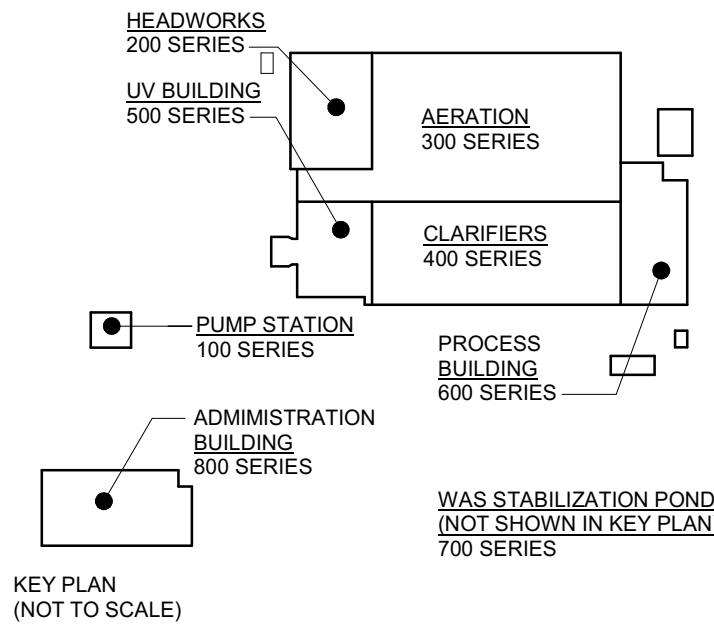 HEADWORKS
200 SERIES
UV BUILDING
500 SERIES
AERATION
300 SERIES
CLARIFIERS
400 SERIES
PUMP STATION
100 SERIES
PROCESS
BUILDING
600 SERIES
ADMIMISTRATION
BUILDING
800 SERIES
WAS STABILIZATION POND
(NOT SHOWN IN KEY PLAN
700 SERIES
KEY PLAN
(NOT TO SCALE)